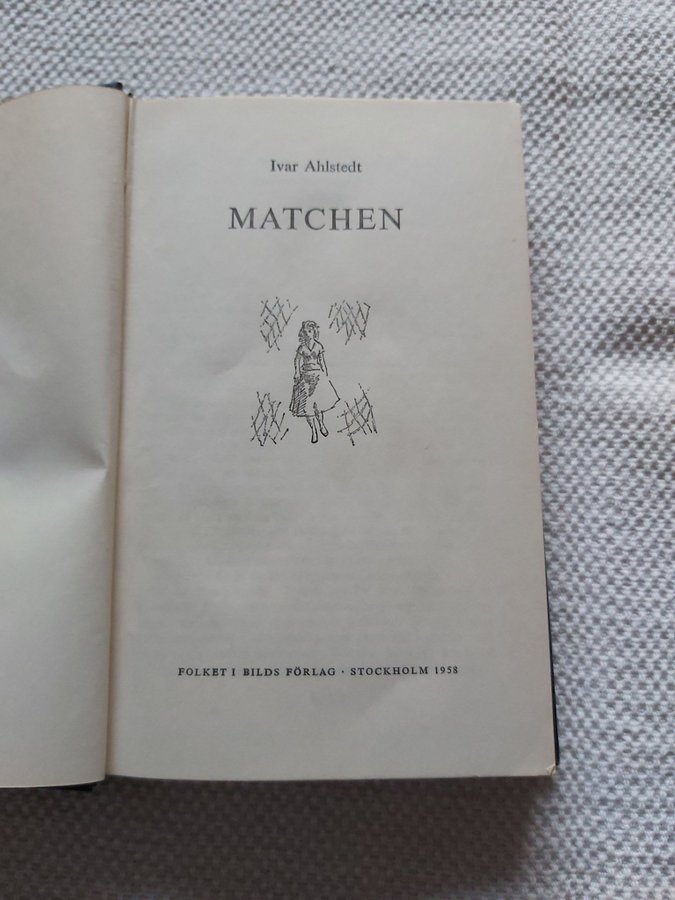 Ivar Ahlstedt
MATCHEN
FOLKET I BILDS FÖRLAG · STOCKHOLM 1958